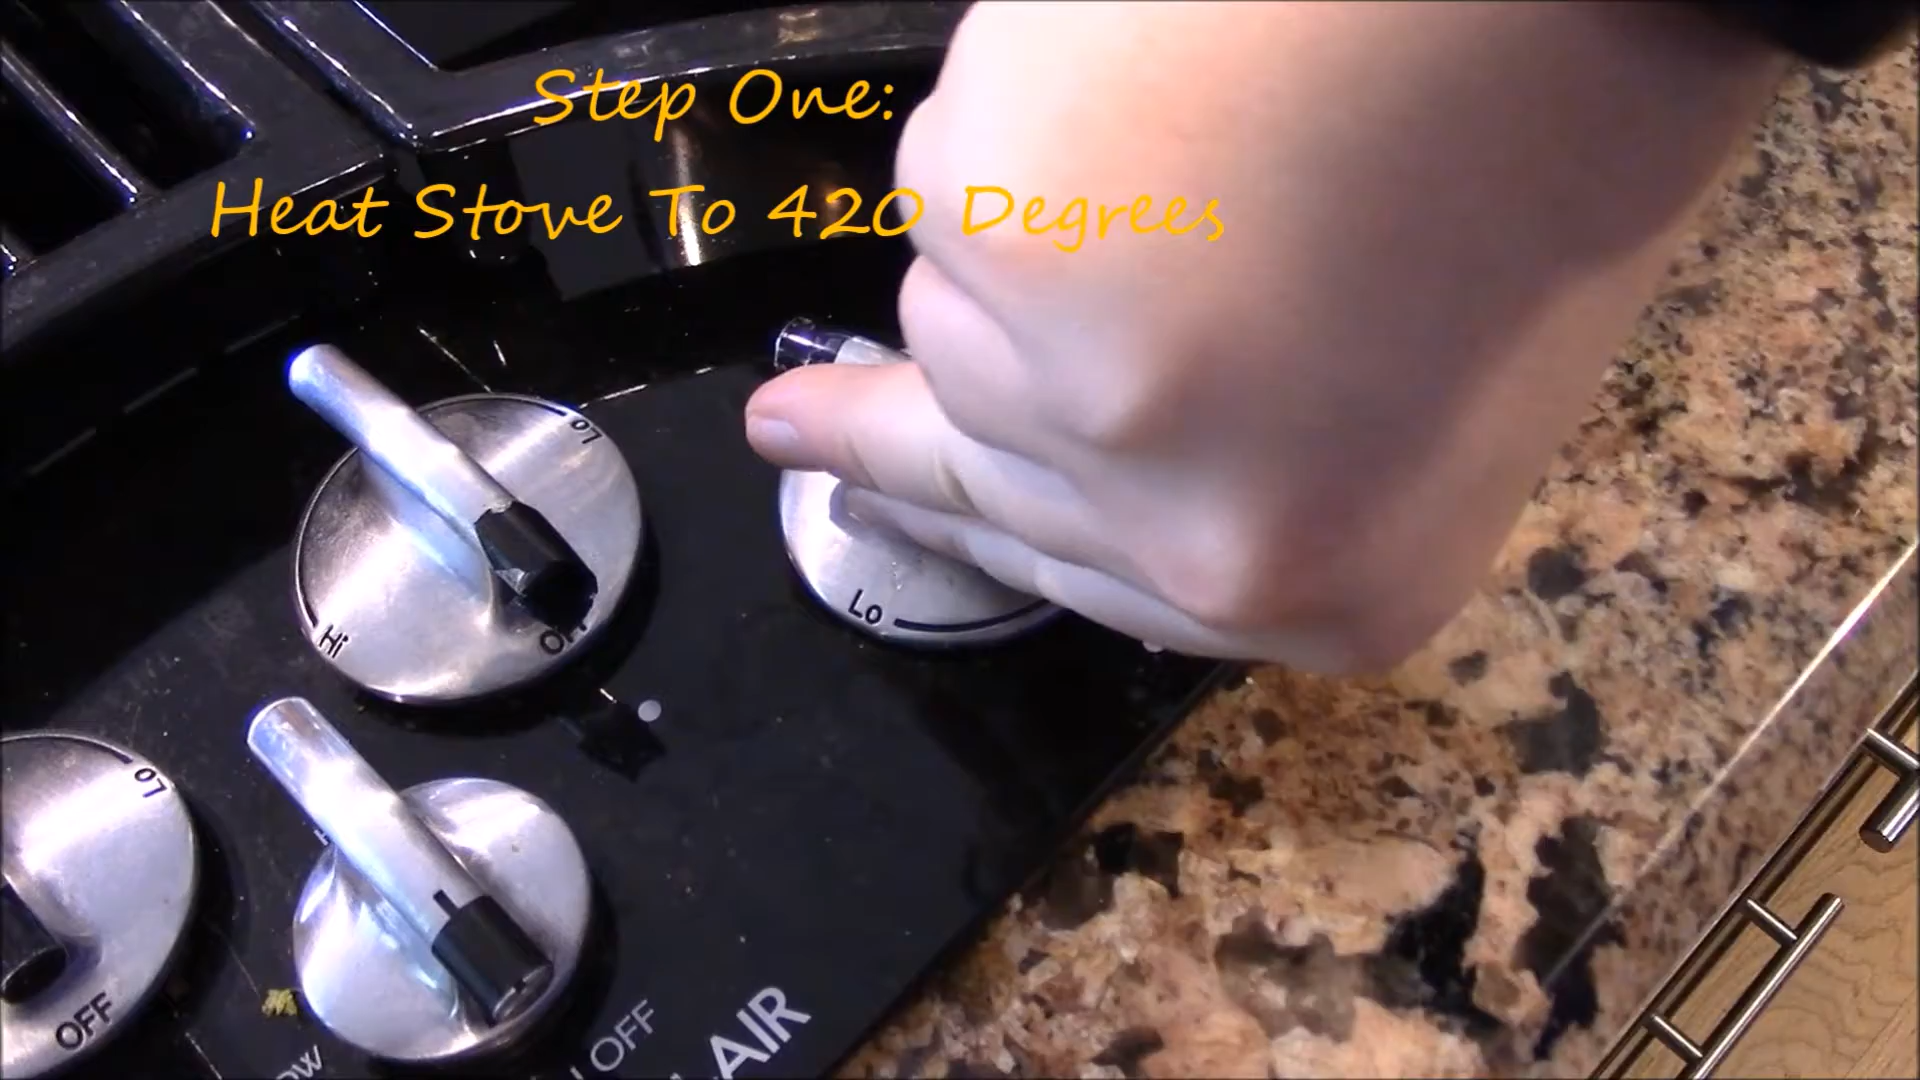 Step One:
Heat Stove To 420 Degrees
Lo
Hi
OFF
Lo
Lo
OFF
OFF
AIR